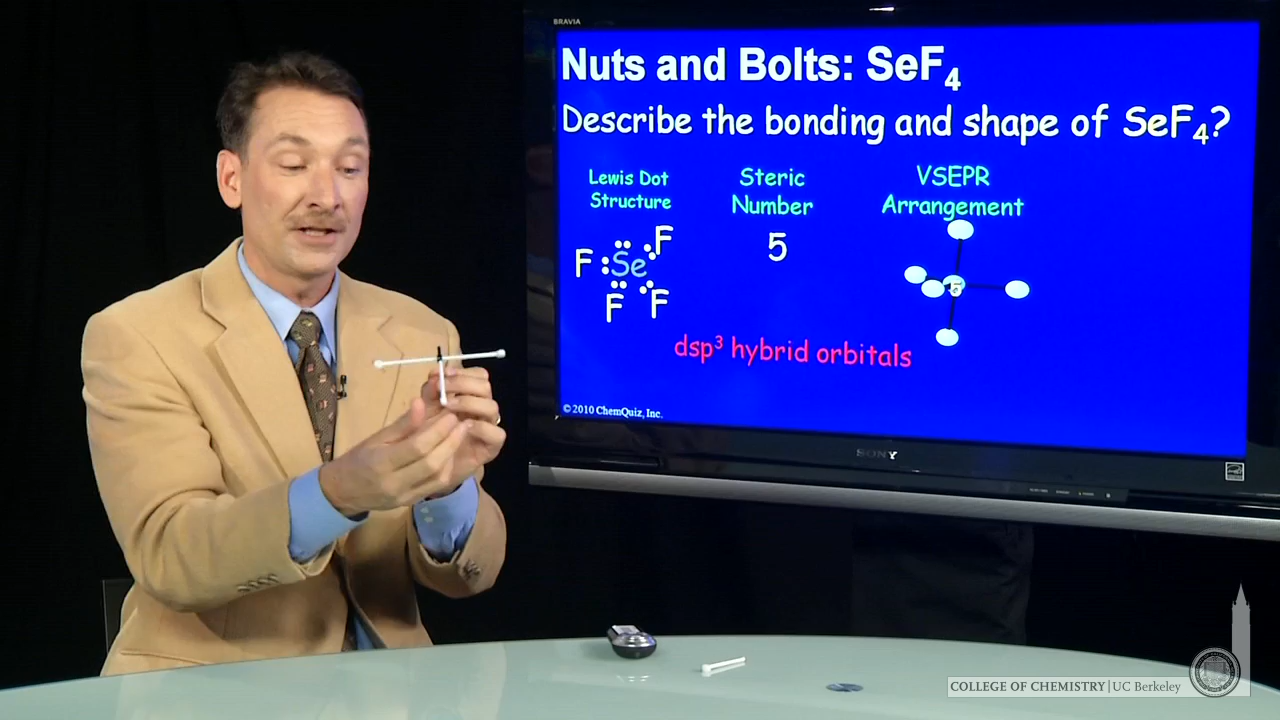 BRAVIA
Nuts and Bolts: SeF₄
Describe the bonding and shape of SeF₄?
Lewis Dot
Structure
Steric
Number
VSEPR
Arrangement
F :Se F
F F
5
5
dsp³ hybrid orbitals
© 2010 ChemQuiz, Inc.
SONY
COLLEGE OF CHEMISTRY | UC Berkeley